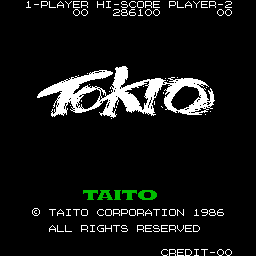 1-PLAYER HI-SCORE PLAYER-2
00 286100 00
TOKIO
TAITO
© TAITO CORPORATION 1986
ALL RIGHTS RESERVED
CREDIT-00